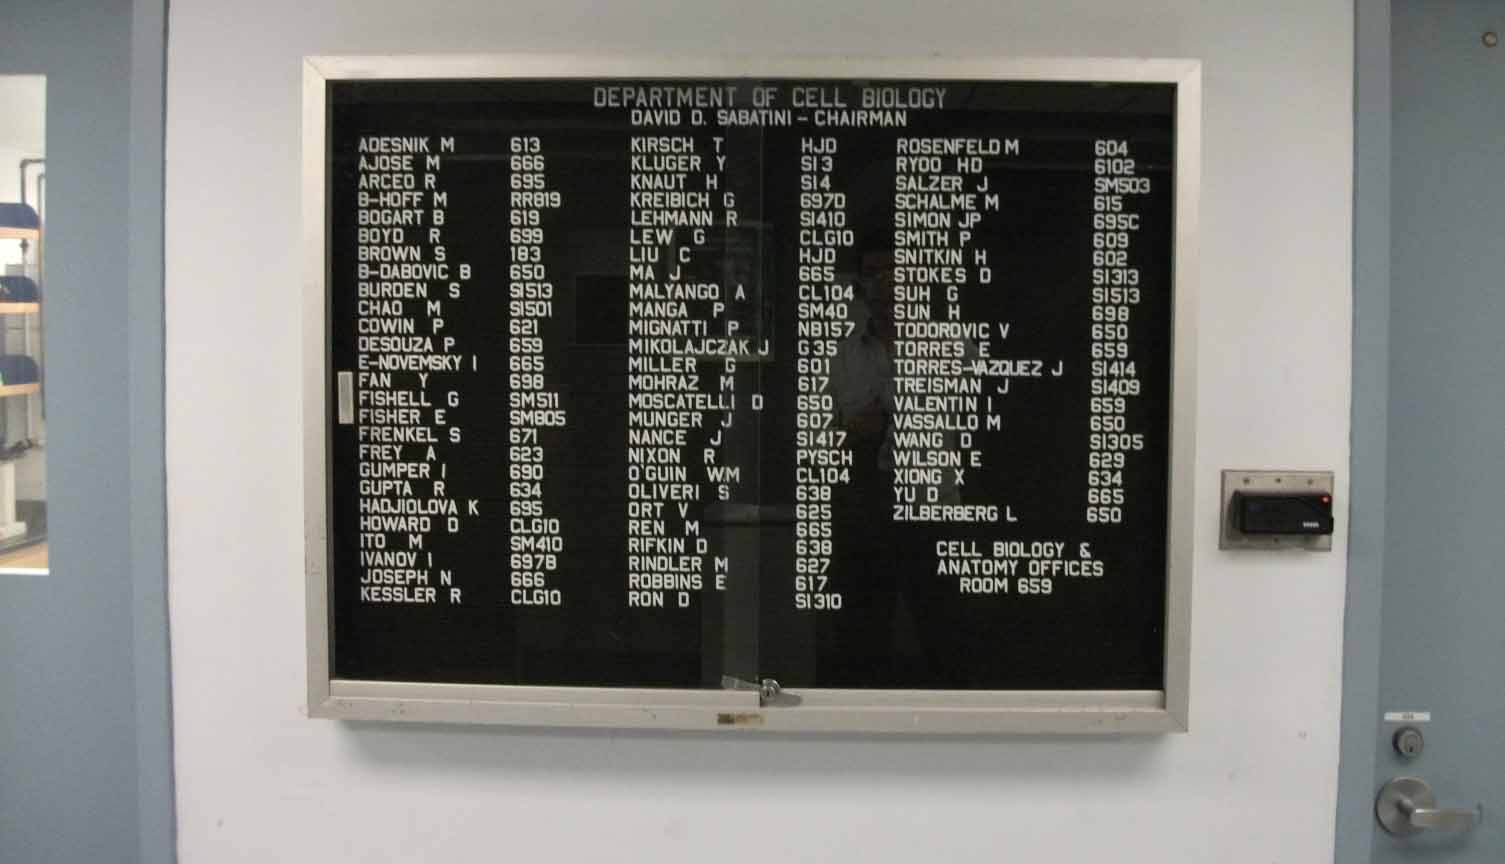 DEPARTMENT OF CELL BIOLOGY
DAVID D. SABATINI - CHAIRMAN
ADESNIK M 613
AJOSE M 666
ARCEO R 695
B-HOFF M RR819
BOGART B 619
BOYD R 699
BROWN S 183
B-DABOVIC B 650
BURDEN S SI513
CHAO M SI501
COWIN P 621
DESOUZA P 659
E-NOVEMSKY I 665
FAN Y 698
FISHELL G SM511
FISHER E SM805
FRENKEL S 671
FREY A 623
GUMPER I 690
GUPTA R 634
HADJIOLOVA K 695
HOWARD D CLG10
ITO M SM410
IVANOV I 697B
JOSEPH N 666
KESSLER R CLG10
KIRSCH T HJD
KLUGER Y SI3
KNAUT H SI4
KREIBICH G 697D
LEHMANN R SI410
LEW G CLG10
LIU C HJD
MA J 665
MALYANGO A CL104
MANGA P SM40
MIGNATTI P NB157
MIKOLAJCZAK J G35
MILLER G 601
MOHRAZ M 617
MOSCATELLI D 650
MUNGER J 607
NANCE J SI417
NIXON R PYSCH
O'GUIN WM CL104
OLIVERI S 638
ORT V 625
REN M 665
RIFKIN D 638
RINDLER M 627
ROBBINS E 617
RON D SI310
ROSENFELD M 604
RYOO HD 6102
SALZER J SM503
SCHALME M 615
SIMON JP 695C
SMITH P 609
SNITKIN H 602
STOKES D SI313
SUH G SI513
SUN H 698
TODOROVIC V 650
TORRES E 659
TORRES-VAZQUEZ J SI414
TREISMAN J SI409
VALENTIN I 659
VASSALLO M 650
WANG D SI305
WILSON E 629
XIONG X 634
YU D 665
ZILBERBERG L 650
CELL BIOLOGY &
ANATOMY OFFICES
ROOM 659